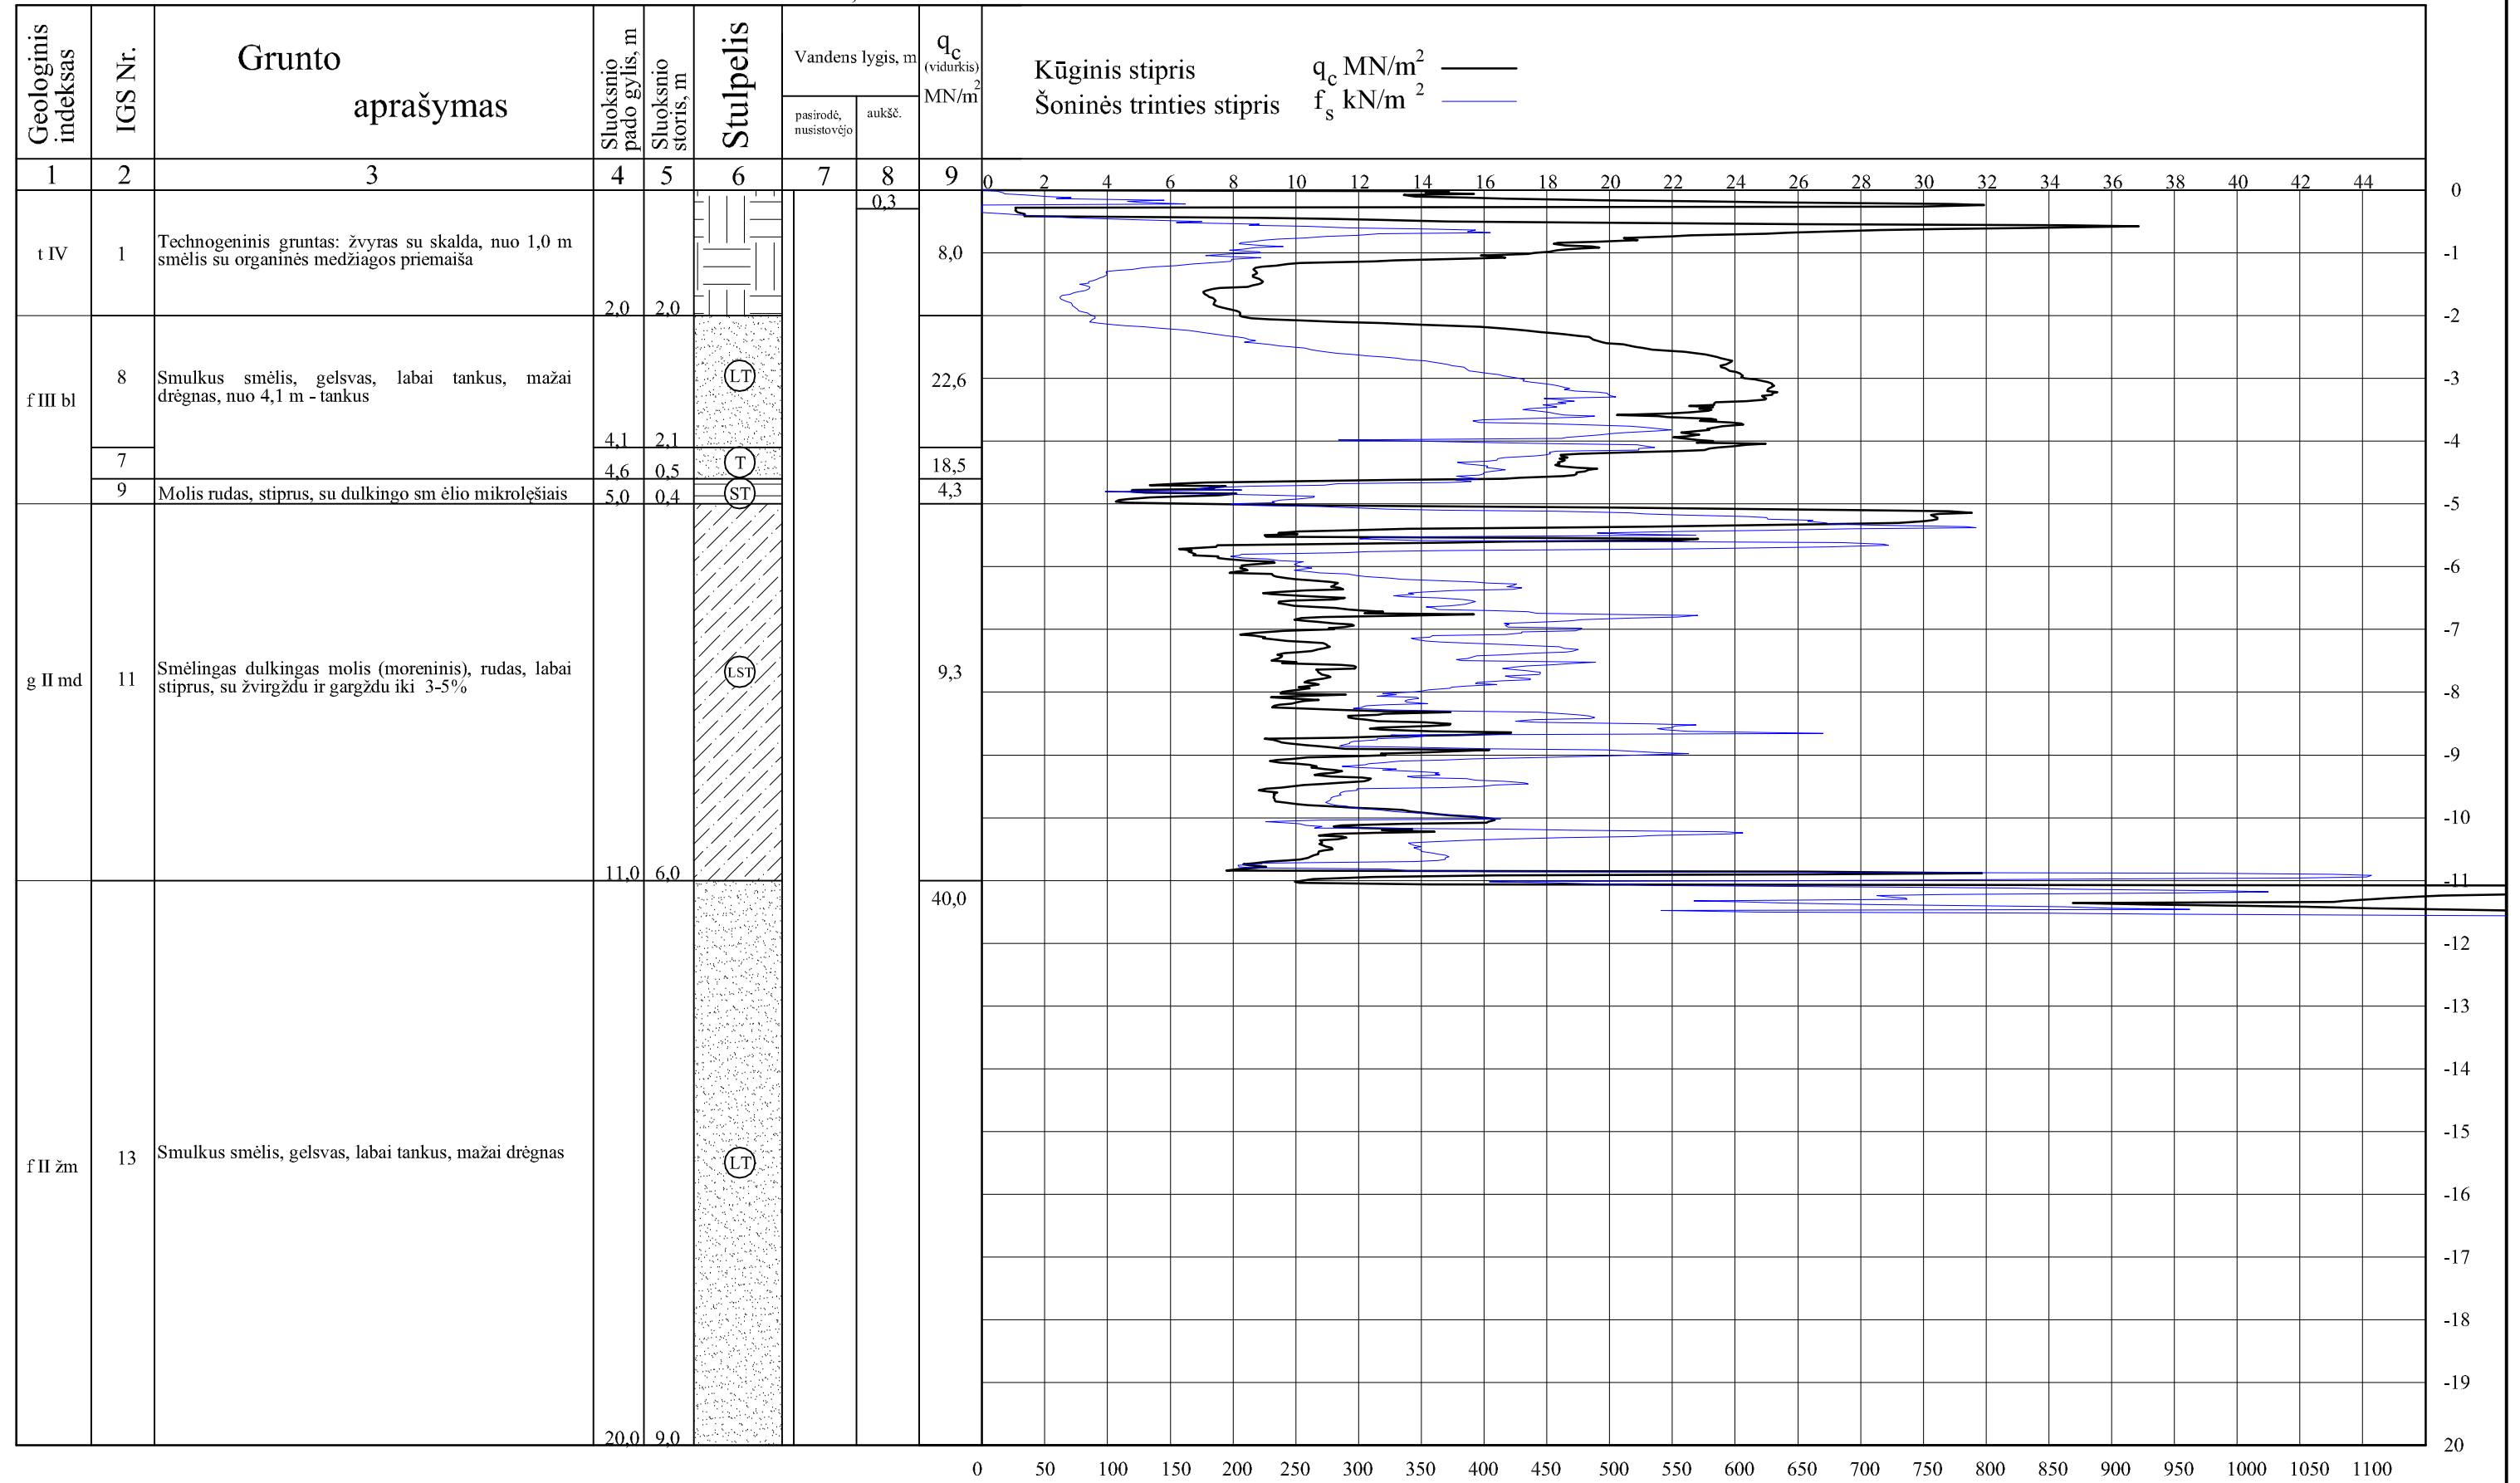 Geologinis
indeksas
IGS Nr.
Grunto
aprašymas
Sluoksnio
pado gylis, m
Sluoksnio
storis, m
Stulpelis
Vandens lygis, m
pasirodė,
nusistovėjo
aukšč.
qc
(vidurkis)
MN/m2
Kūginis stipris qc MN/m2
Šoninės trinties stipris fs kN/m 2
1 2 3 4 5 6 7 8 9
0 2 4 6 8 10 12 14 16 18 20 22 24 26 28 30 32 34 36 38 40 42 44
0
0,3
t IV
1
Technogeninis gruntas: žvyras su skalda, nuo 1,0 m
smėlis su organinės medžiagos priemaiša
2,0 2,0
8,0
-1
-2
f III bl
8
Smulkus smėlis, gelsvas, labai tankus, mažai
drėgnas, nuo 4,1 m - tankus
4,1 2,1
LT
22,6
-3
-4
7
4,6 0,5
T
18,5
9
Molis rudas, stiprus, su dulkingo sm ėlio mikrolęšiais
5,0 0,4
ST
4,3
-5
-6
-7
g II md
11
Smėlingas dulkingas molis (moreninis), rudas, labai
stiprus, su žvirgždu ir gargždu iki 3-5%
LST
9,3
-8
-9
-10
11,0 6,0
-11
40,0
-12
-13
-14
-15
f II žm
13
Smulkus smėlis, gelsvas, labai tankus, mažai drėgnas
LT
-16
-17
-18
-19
20,0 9,0
20
0 50 100 150 200 250 300 350 400 450 500 550 600 650 700 750 800 850 900 950 1000 1050 1100